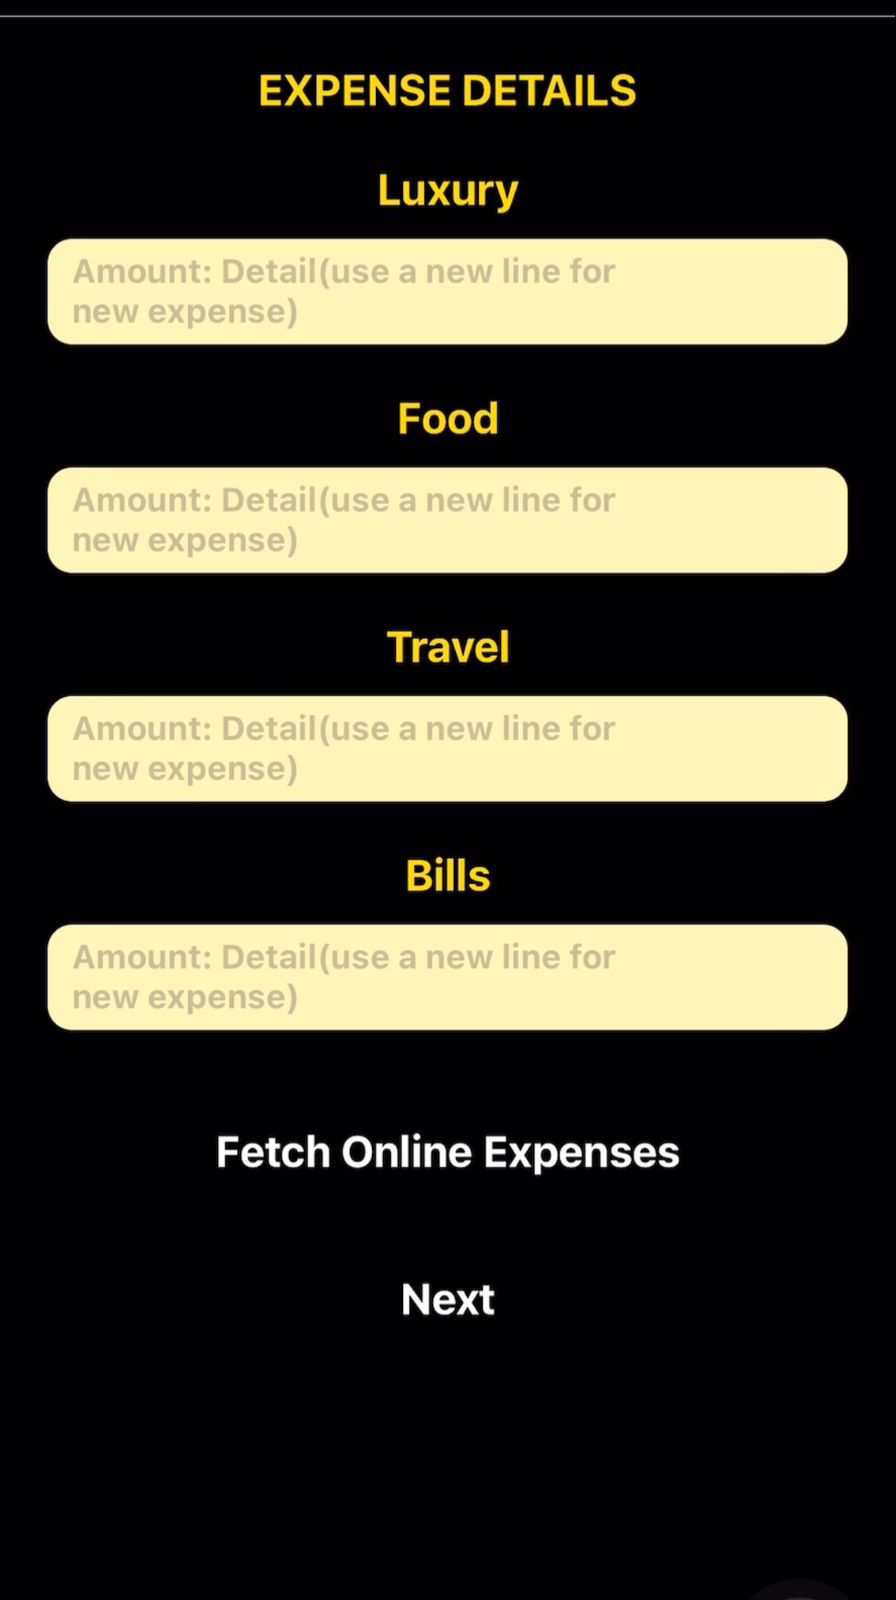 EXPENSE DETAILS
Luxury
Amount: Detail(use a new line for
new expense)
Food
Amount: Detail(use a new line for
new expense)
Travel
Amount: Detail(use a new line for
new expense)
Bills
Amount: Detail(use a new line for
new expense)
Fetch Online Expenses
Next